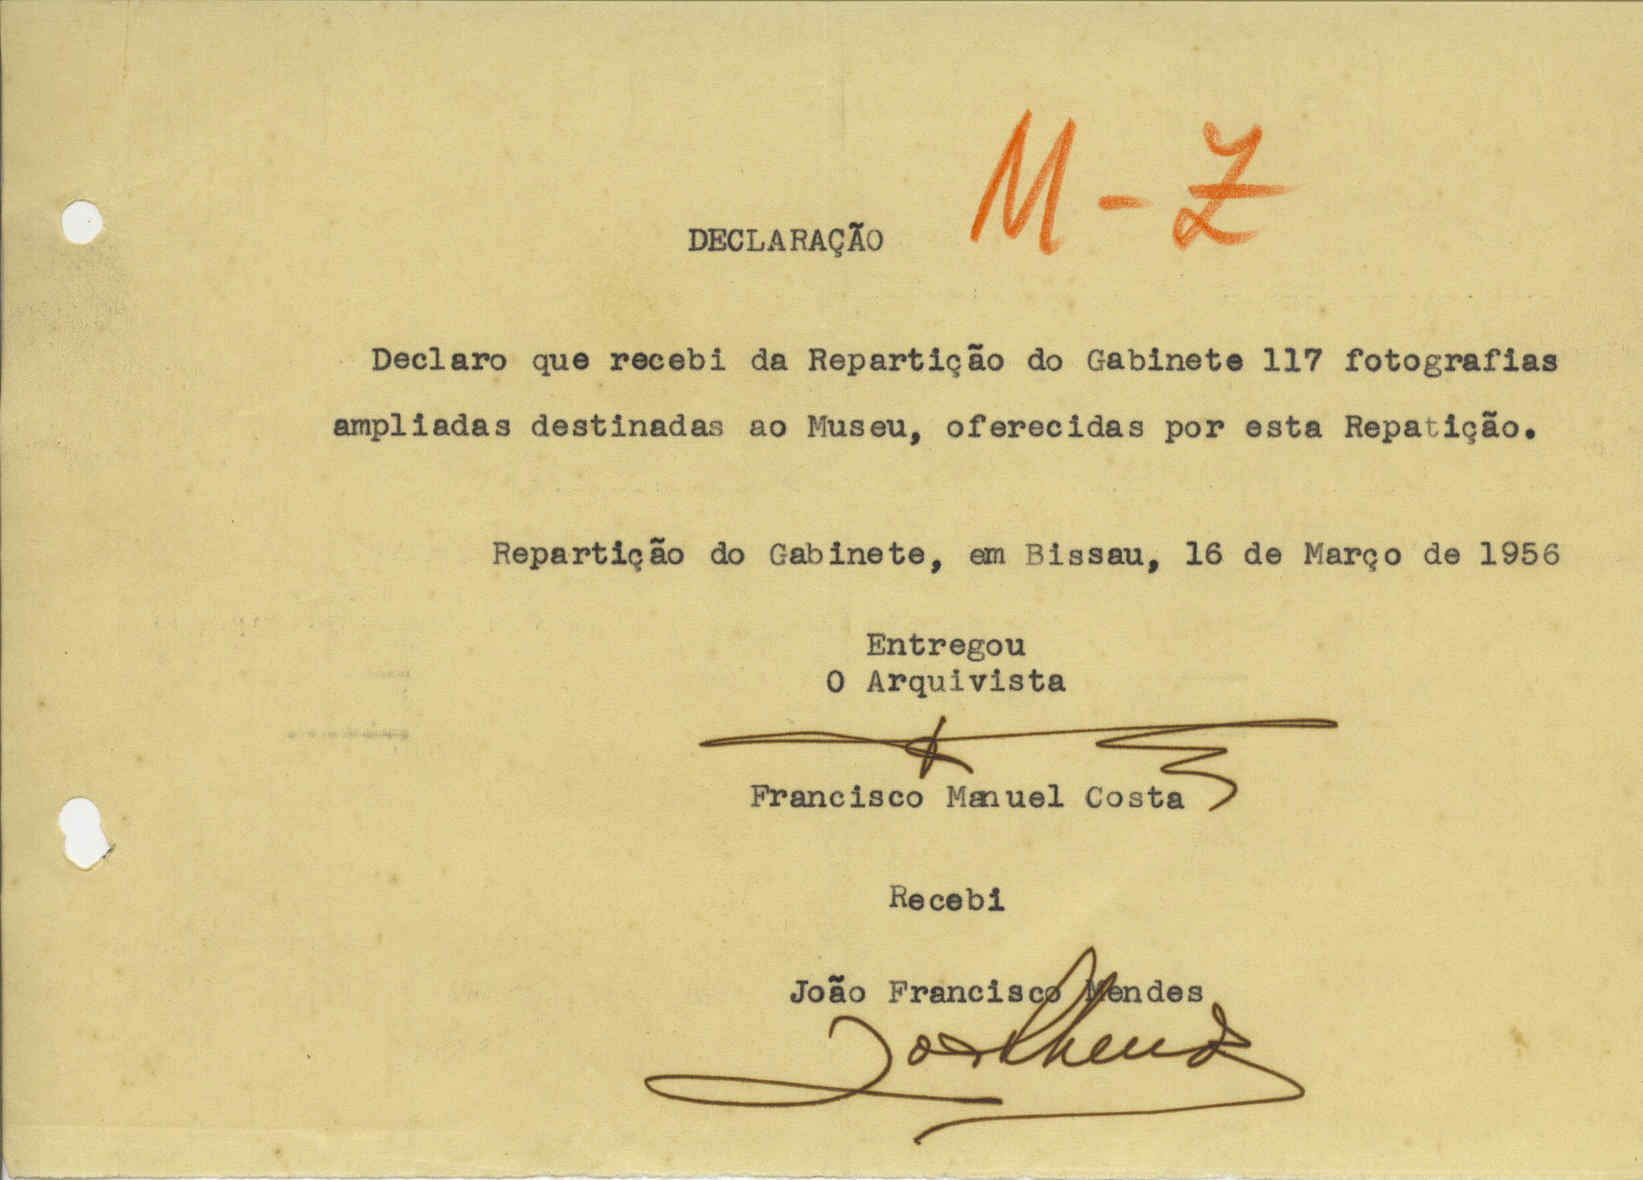 M - Z
DECLARAÇÃO
Declaro que recebi da Repartição do Gabinete 117 fotografias
ampliadas destinadas ao Museu, oferecidas por esta Repatição.
Repartição do Gabinete, em Bissau, 16 de Março de 1956
Entregou
O Arquivista
Francisco Manuel Costa
Recebi
João Francisco Mendes